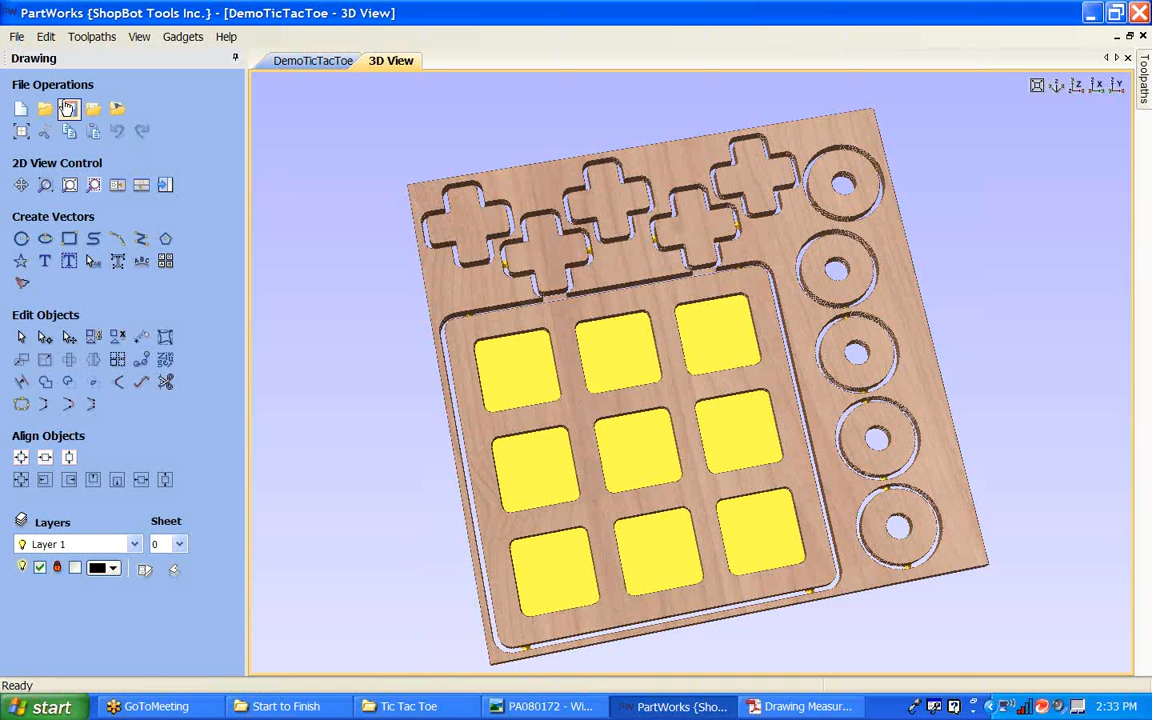 PartWorks {ShopBot Tools Inc.} - [DemoTicTacToe - 3D View]
File Edit Toolpaths View Gadgets Help
Drawing
DemoTicTacToe 3D View
File Operations
2D View Control
Create Vectors
Edit Objects
Align Objects
Layers Sheet
Layer 1 0
Toolpaths
Ready
start GoToMeeting Start to Finish Tic Tac Toe PA080172 - Wi... PartWorks {Sho... Drawing Measur... 2:33 PM